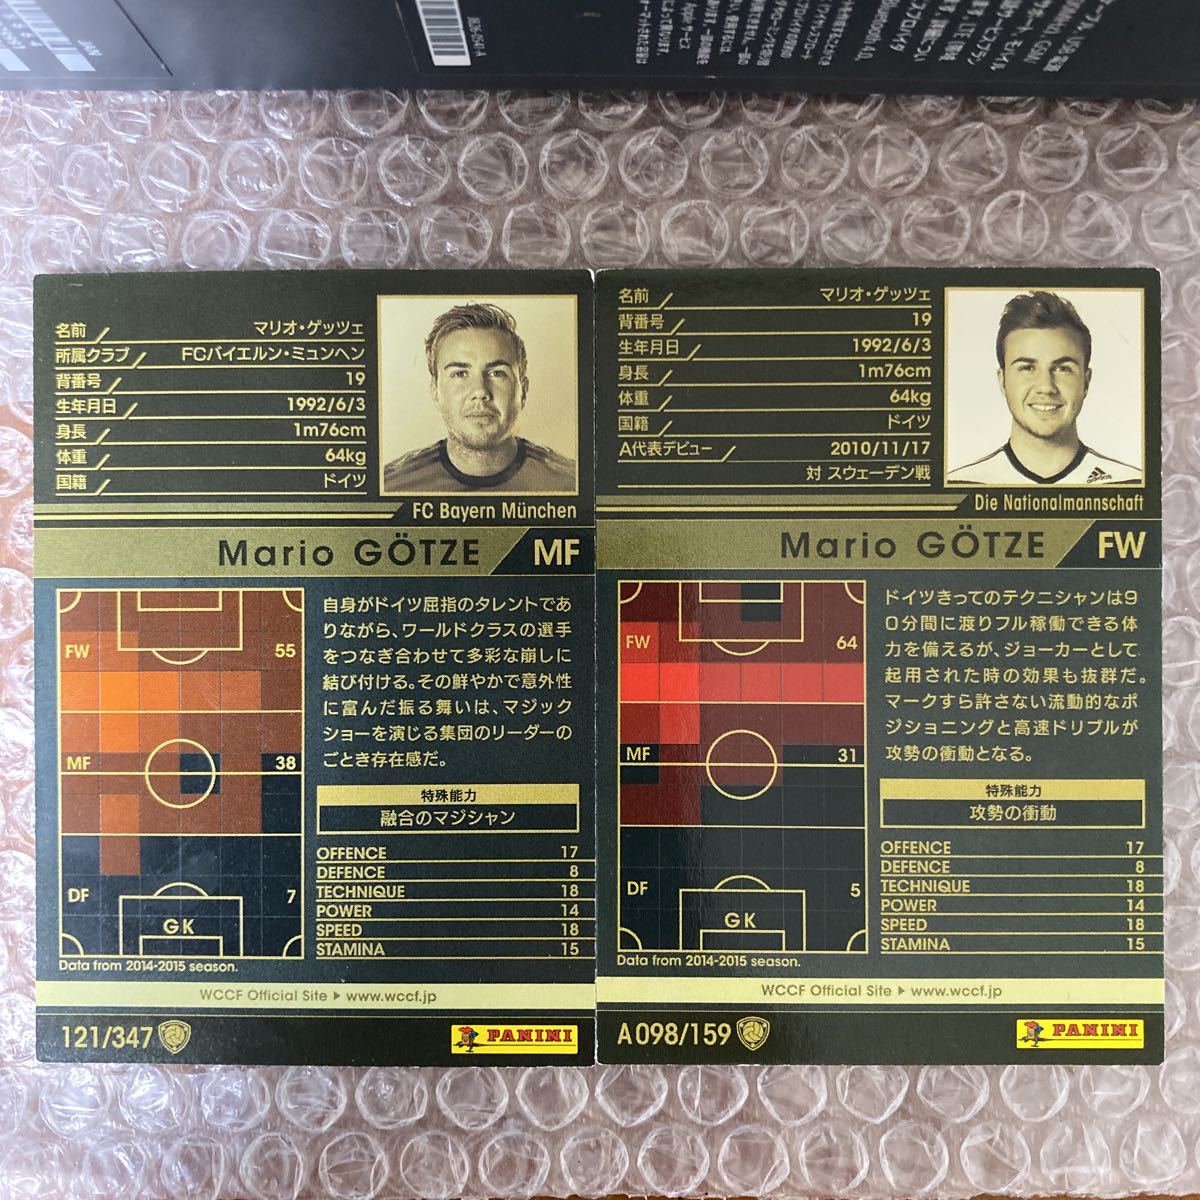 名前 マリオ・ゲッツェ
所属クラブ FCバイエルン・ミュンヘン
背番号 19
生年月日 1992/6/3
身長 1m76cm
体重 64kg
国籍 ドイツ
FC Bayern München
Mario GÖTZE MF
FW 55
MF 38
DF 7
GK
Data from 2014-2015 season.
自身がドイツ屈指のタレントであ
りながら、ワールドクラスの選手
をつなぎ合わせて多彩な崩しに
結び付ける。その鮮やかで意外性
に富んだ振る舞いは、マジック
ショーを演じる集団のリーダーの
ごとき存在感だ。
特殊能力
融合のマジシャン
OFFENCE 17
DEFENCE 8
TECHNIQUE 18
POWER 14
SPEED 18
STAMINA 15
WCCF Official Site ▶ www.wccf.jp
121/347
PANINI
名前 マリオ・ゲッツェ
背番号 19
生年月日 1992/6/3
身長 1m76cm
体重 64kg
国籍 ドイツ
A代表デビュー 2010/11/17
対 スウェーデン戦
adidas
Die Nationalmannschaft
Mario GÖTZE FW
FW 64
MF 31
DF 5
GK
Data from 2014-2015 season.
ドイツきってのテクニシャンは9
0分間に渡りフル稼働できる体
力を備えるが、ジョーカーとして
起用された時の効果も抜群だ。
マークすら許さない流動的なポ
ジショニングと高速ドリブルが
攻勢の衝動となる。
特殊能力
攻勢の衝動
OFFENCE 17
DEFENCE 8
TECHNIQUE 18
POWER 14
SPEED 18
STAMINA 15
WCCF Official Site ▶ www.wccf.jp
A098/159
PANINI